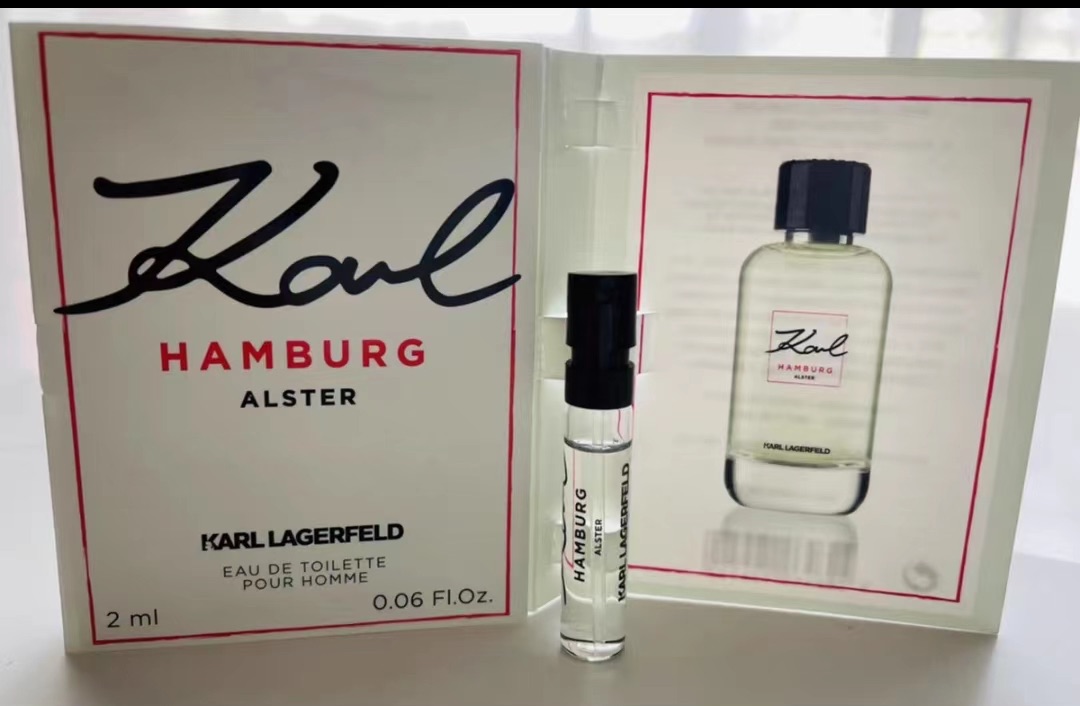 Karl
HAMBURG
ALSTER
KARL LAGERFELD
EAU DE TOILETTE
POUR HOMME
2 ml
0.06 Fl.Oz.
HAMBURG
ALSTER
KARL LAGERFELD
Karl
HAMBURG
ALSTER
KARL LAGERFELD